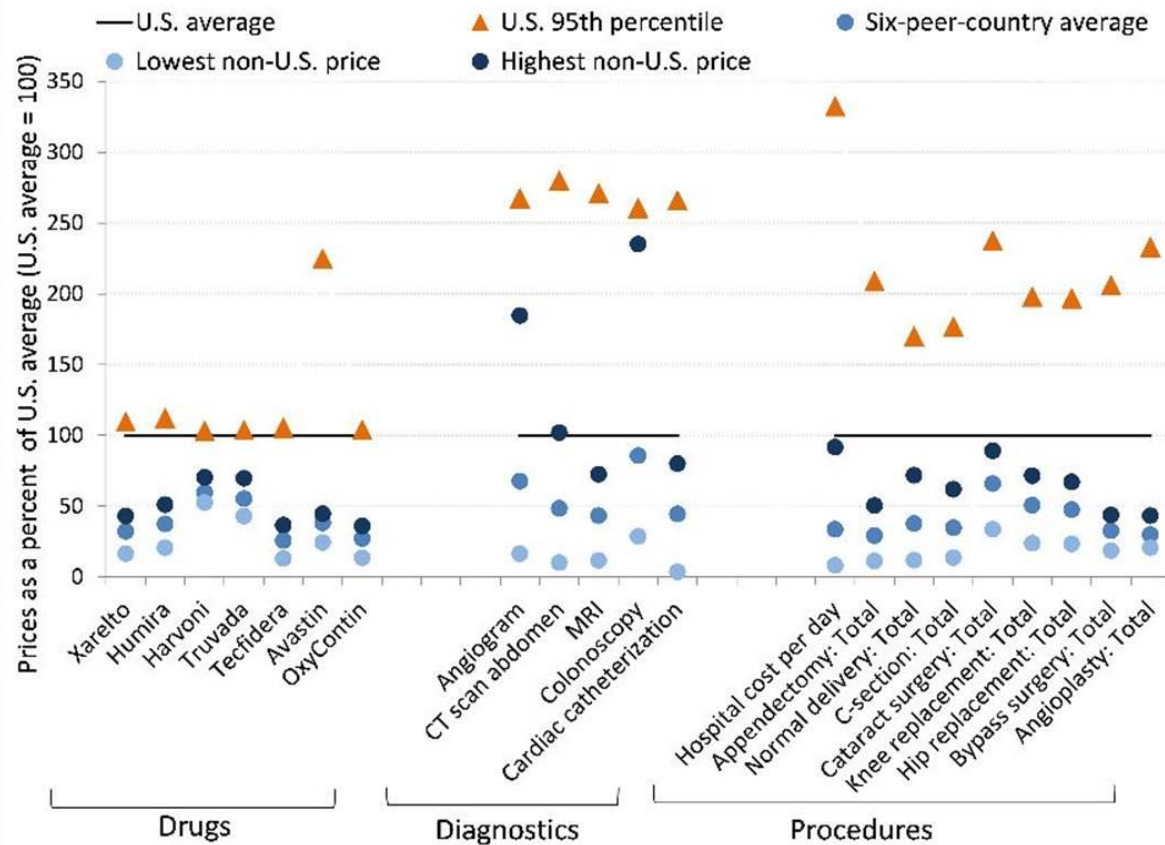 U.S. average
U.S. 95th percentile
Six-peer-country average
Lowest non-U.S. price
Highest non-U.S. price
Prices as a percent of U.S. average (U.S. average = 100)
350
300
250
200
150
100
50
0
Xarelto
Humira
Harvoni
Truvada
Tecfidera
Avastin
OxyContin
Angiogram
CT scan abdomen
MRI
Colonoscopy
Cardiac catheterization
Hospital cost per day
Appendectomy: Total
Normal delivery: Total
C-section: Total
Cataract surgery: Total
Knee replacement: Total
Hip replacement: Total
Bypass surgery: Total
Angioplasty: Total
Drugs
Diagnostics
Procedures